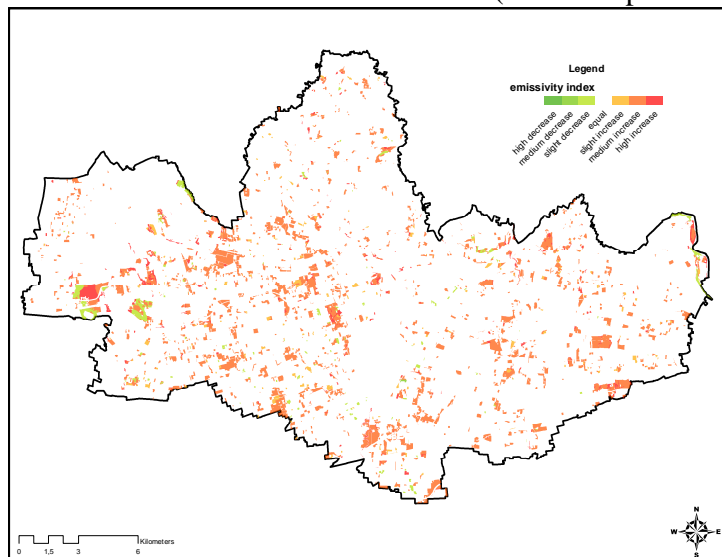 Legend
emissivity index
high decrease
medium decrease
slight decrease
equal
slight increase
medium increase
high increase
Kilometers
0 1,5 3 6
N
W E
S